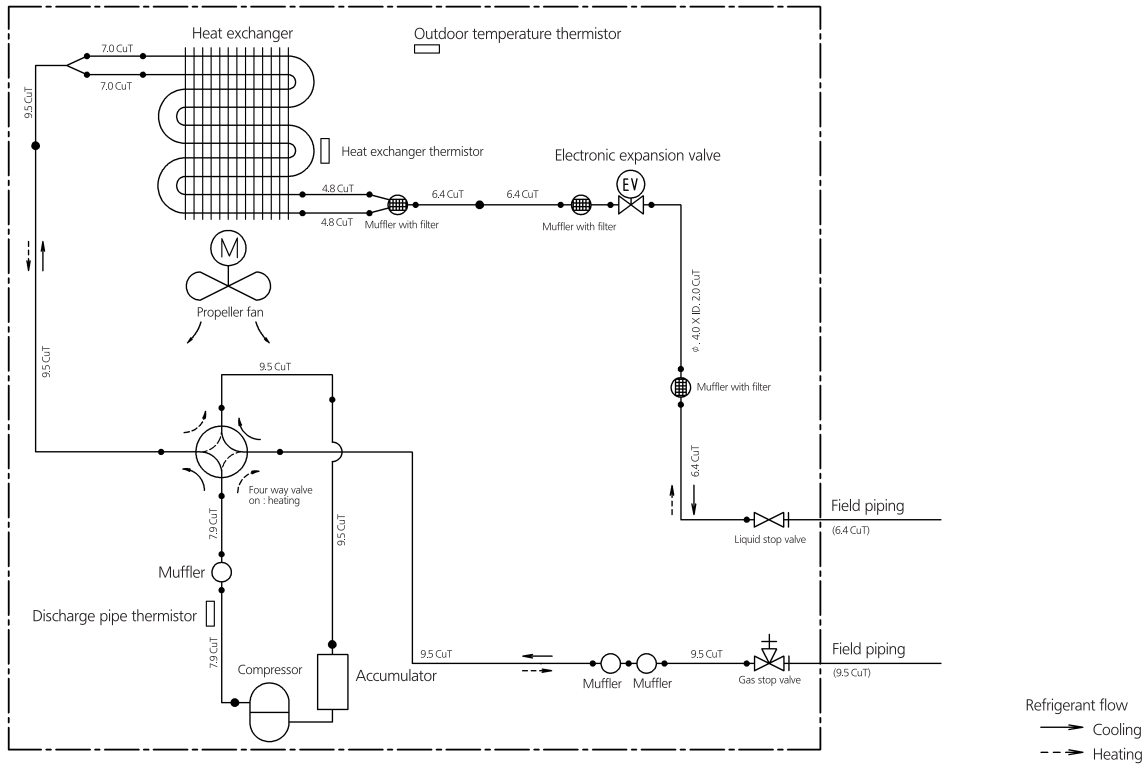 Heat exchanger
Outdoor temperature thermistor
7.0 CuT
7.0 CuT
9.5 CuT
Heat exchanger thermistor
Electronic expansion valve
EV
4.8 CuT
6.4 CuT
6.4 CuT
4.8 CuT
Muffler with filter
Muffler with filter
M
Propeller fan
ϕ. 4.0 X ID. 2.0 CuT
9.5 CuT
9.5 CuT
Muffler with filter
6.4 CuT
Four way valve
on : heating
7.9 CuT
9.5 CuT
Field piping
(6.4 CuT)
Liquid stop valve
Muffler
Discharge pipe thermistor
7.9 CuT
Compressor
Accumulator
9.5 CuT
9.5 CuT
Muffler
Muffler
Gas stop valve
Field piping
(9.5 CuT)
Refrigerant flow
Cooling
Heating